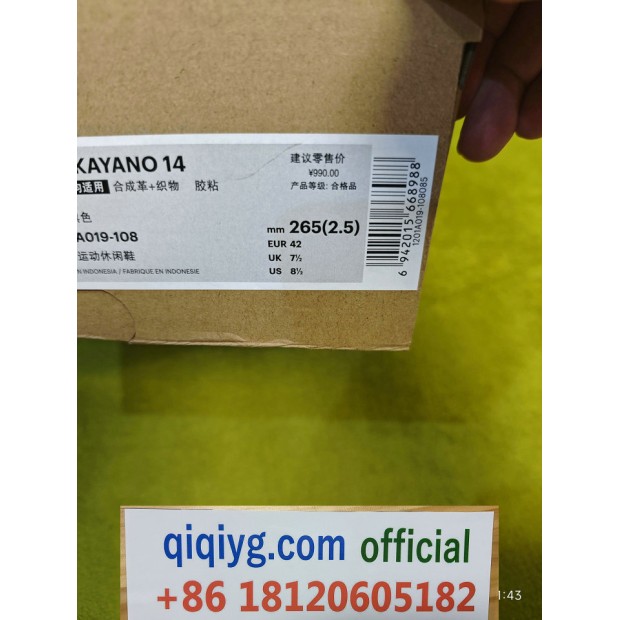 KAYANO 14
适用 合成革+织物 胶粘
色
A019-108
运动休闲鞋
IN INDONESIA / FABRIQUE EN INDONESIE
建议零售价
¥990.00
产品等级: 合格品
mm 265(2.5)
EUR 42
UK 7½
US 8½
6 942015 668988
1201A019-108085
qiqiyg.com official
+86 18120605182
1:43